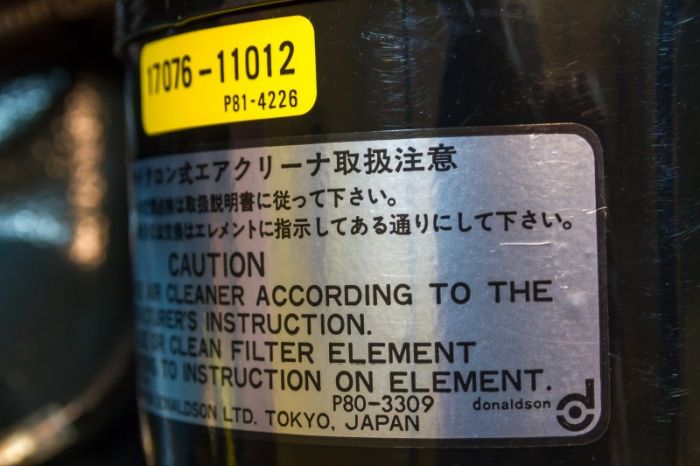 17076-11012
P81-4226
クロン式エアクリーナ取扱注意
検は取扱説明書に従って下さい。
は交換はエレメントに指示してある通りにして下さい。
CAUTION
AIR CLEANER ACCORDING TO THE
TURER'S INSTRUCTION.
OR CLEAN FILTER ELEMENT
ING TO INSTRUCTION ON ELEMENT.
P80-3309
donaldson
DONALDSON LTD. TOKYO, JAPAN